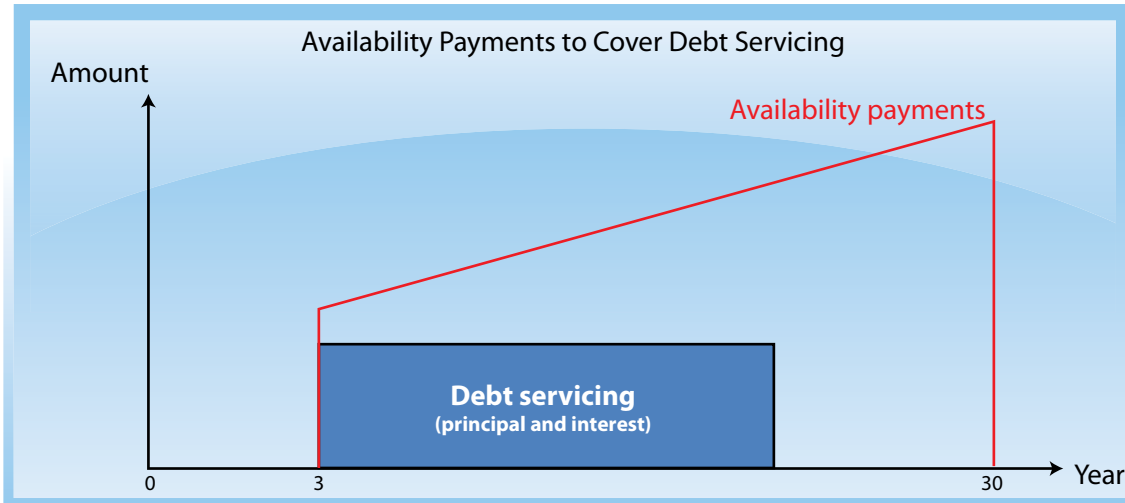 Availability Payments to Cover Debt Servicing
Amount
Availability payments
Debt servicing
(principal and interest)
0
3
30
Year